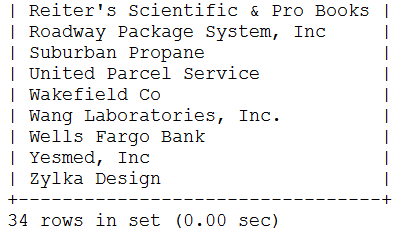 | Reiter's Scientific & Pro Books |
| Roadway Package System, Inc     |
| Suburban Propane                |
| United Parcel Service           |
| Wakefield Co                    |
| Wang Laboratories, Inc.         |
| Wells Fargo Bank                |
| Yesmed, Inc                     |
| Zylka Design                    |
+---------------------------------+
34 rows in set (0.00 sec)